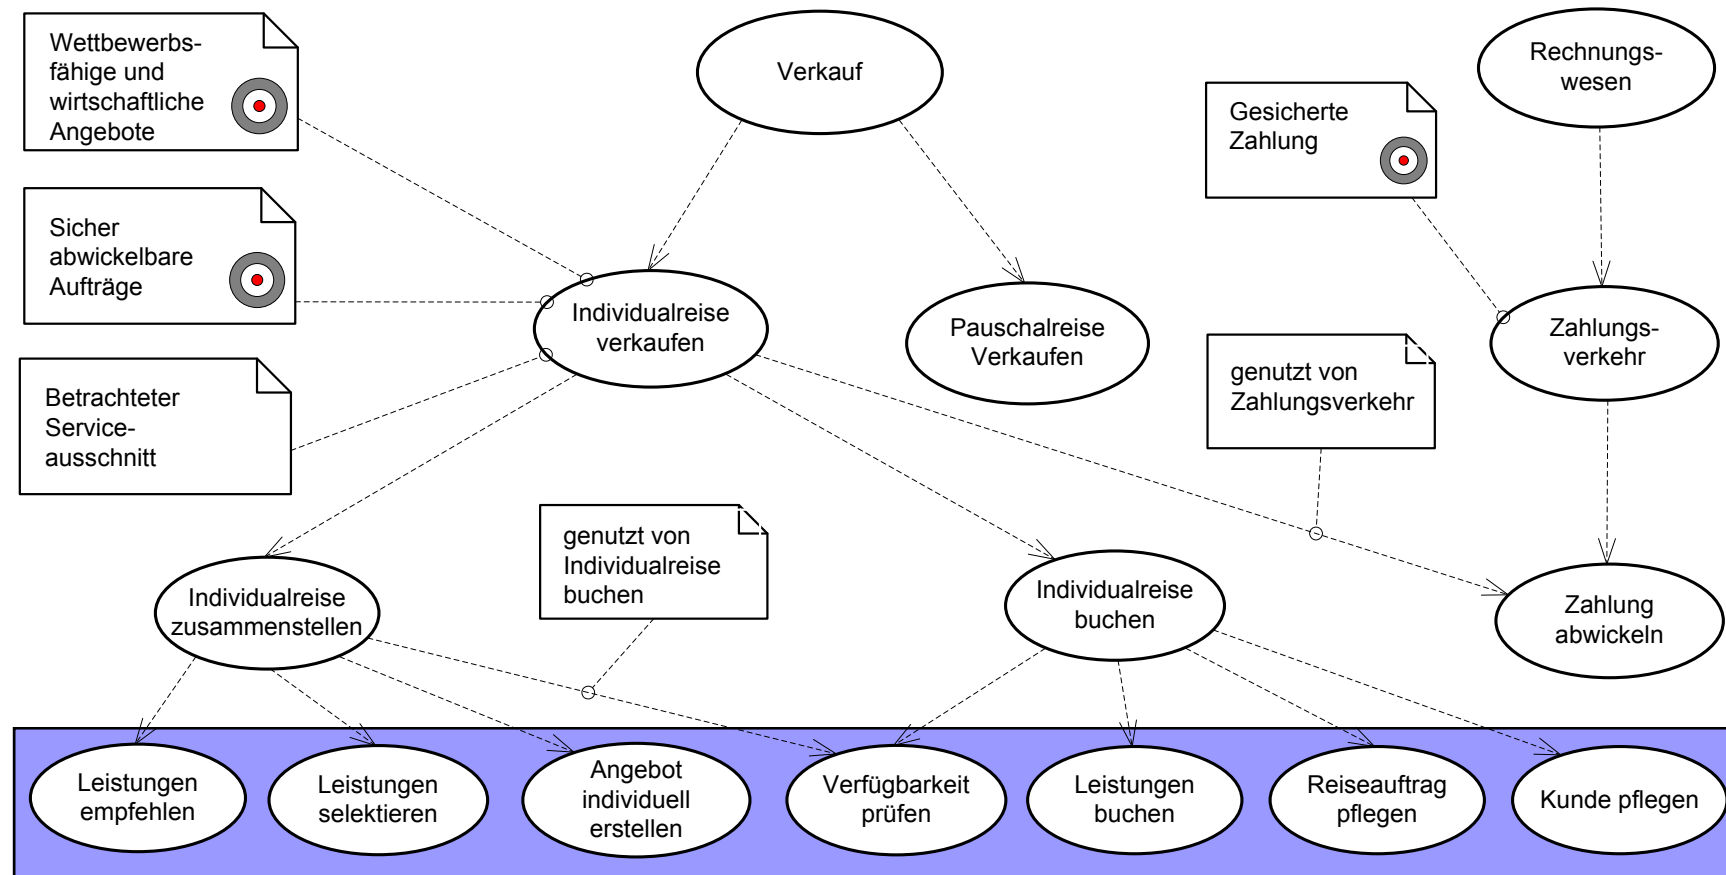 Wettbewerbs-
fähige und
wirtschaftliche
Angebote
Verkauf
Rechnungs-
wesen
Gesicherte
Zahlung
Sicher
abwickelbare
Aufträge
Individualreise
verkaufen
Pauschalreise
Verkaufen
Zahlungs-
verkehr
Betrachteter
Service-
ausschnitt
genutzt von
Zahlungsverkehr
genutzt von
Individualreise
buchen
Individualreise
zusammenstellen
Individualreise
buchen
Zahlung
abwickeln
Leistungen
empfehlen
Leistungen
selektieren
Angebot
individuell
erstellen
Verfügbarkeit
prüfen
Leistungen
buchen
Reiseauftrag
pflegen
Kunde pflegen